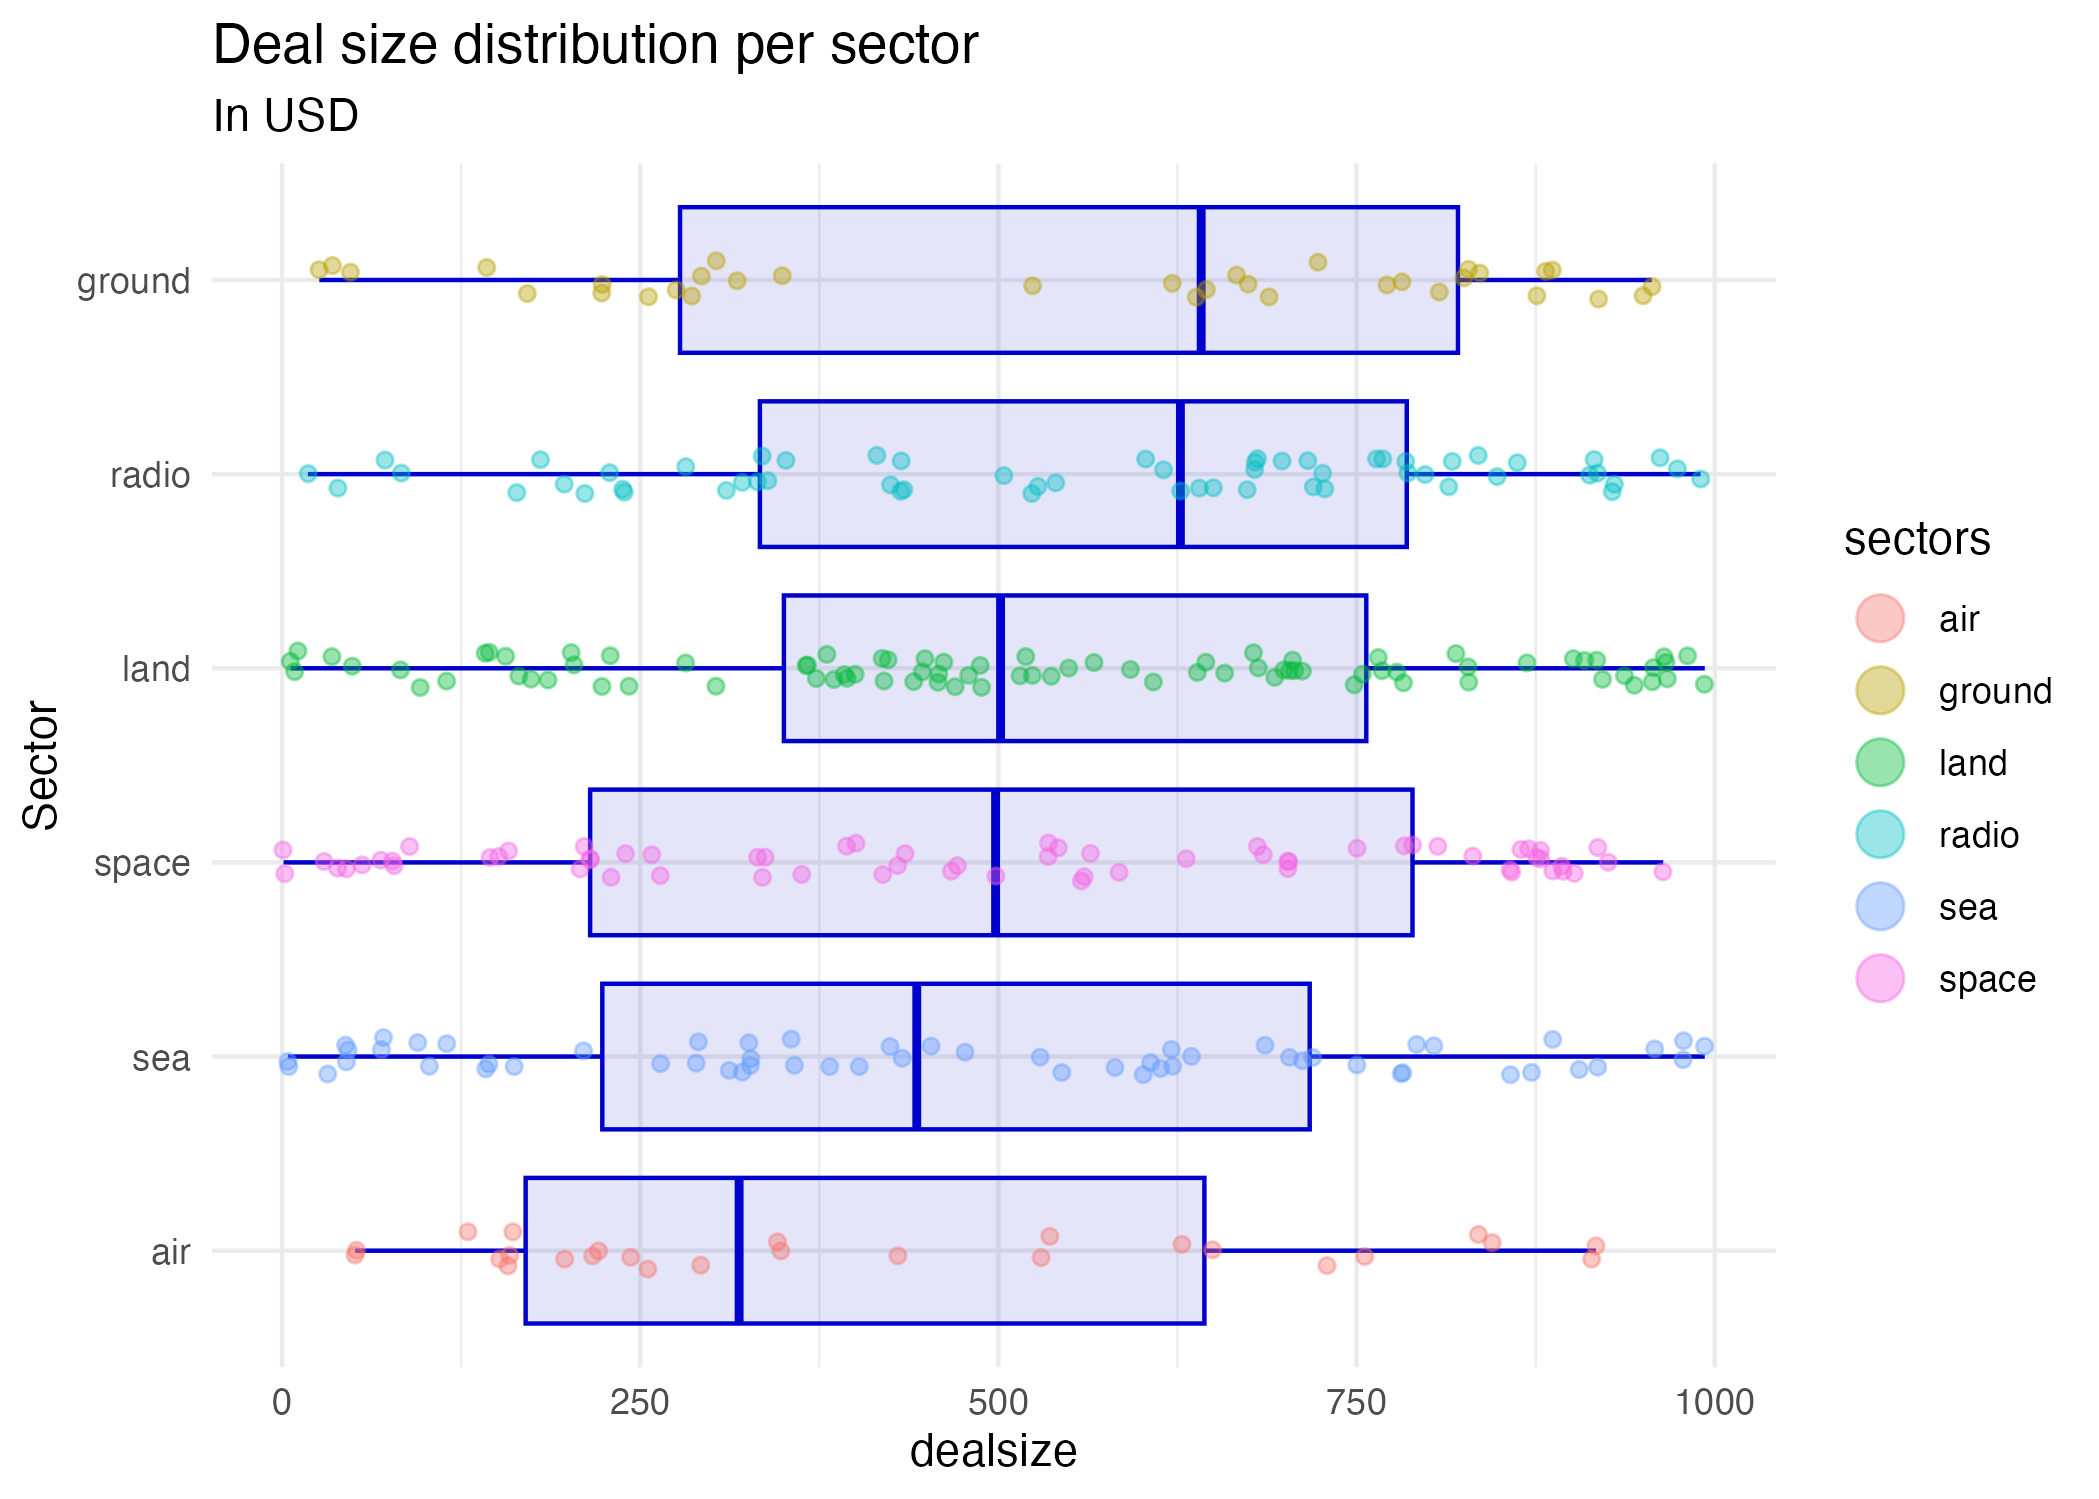 Deal size distribution per sector
In USD
ground
radio
land
space
sea
air
Sector
0 250 500 750 1000
dealsize
sectors
air
ground
land
radio
sea
space